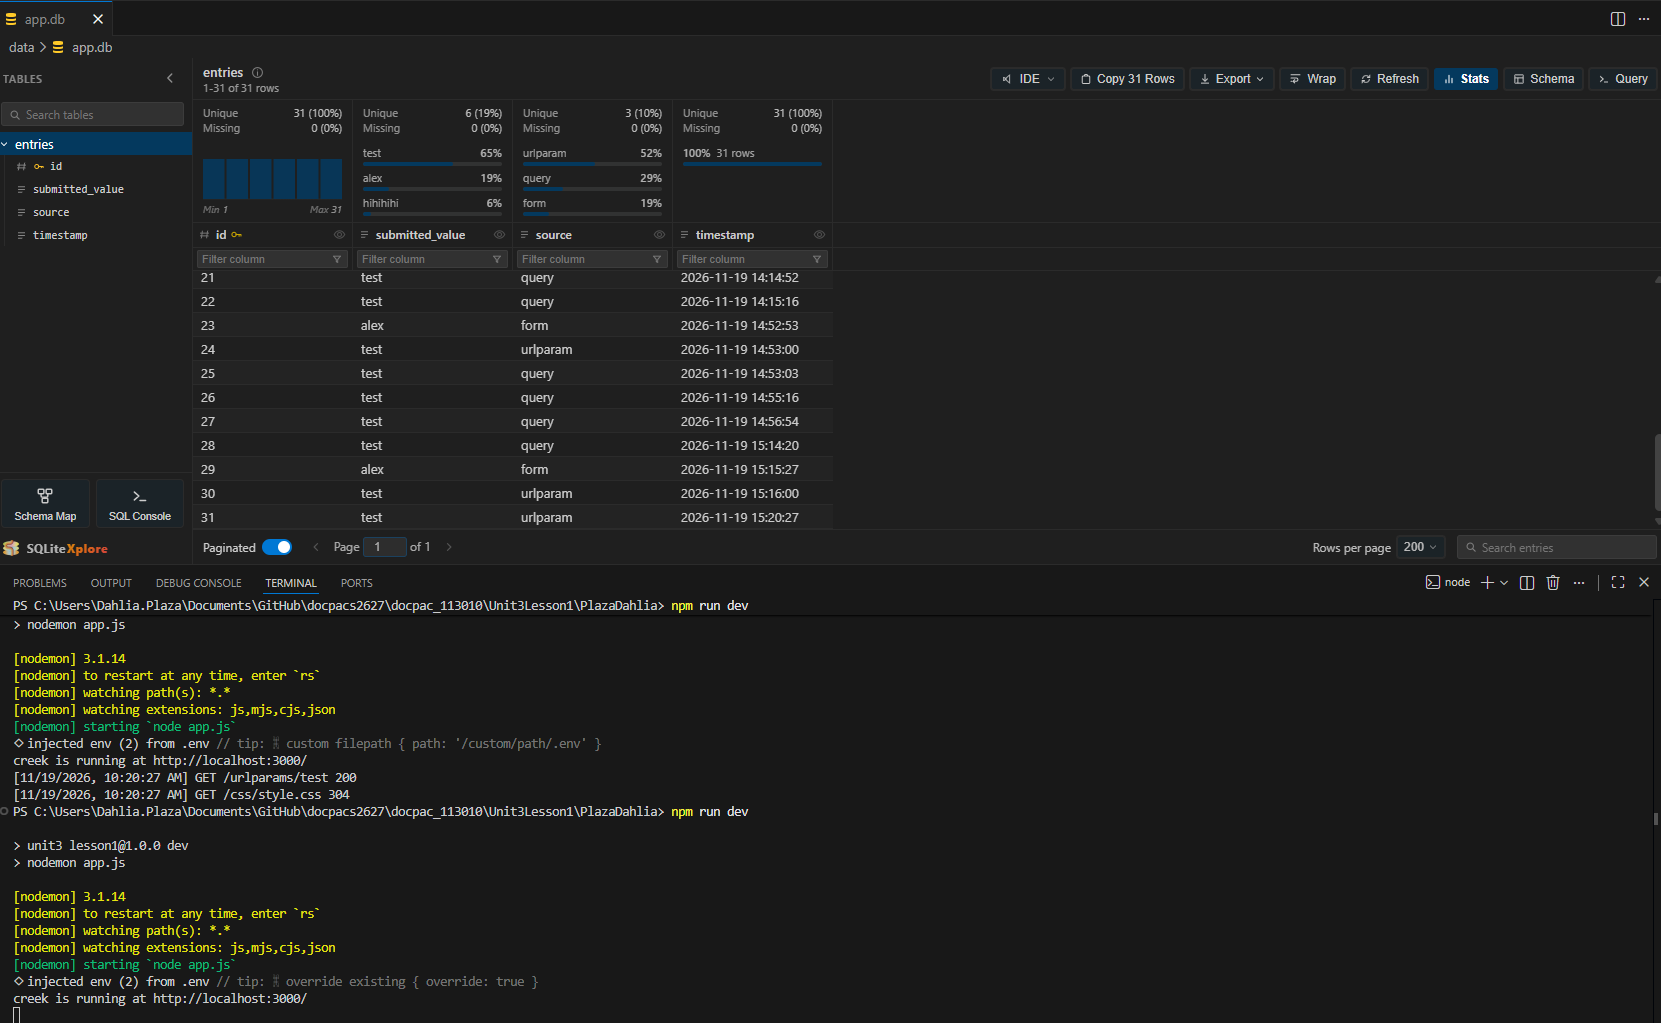 app.db
data > app.db
TABLES
Search tables
entries
id
submitted_value
source
timestamp
Schema Map
SQL Console
SQLiteXplore
entries
1-31 of 31 rows
IDE
Copy 31 Rows
Export
Wrap
Refresh
Stats
Schema
Query
Unique 31 (100%)
Missing 0 (0%)
Min 1 Max 31
Unique 6 (19%)
Missing 0 (0%)
test 65%
alex 19%
hihihihi 6%
Unique 3 (10%)
Missing 0 (0%)
urlparam 52%
query 29%
form 19%
Unique 31 (100%)
Missing 0 (0%)
100% 31 rows
id submitted_value source timestamp
Filter column Filter column Filter column Filter column
21 test query 2026-11-19 14:14:52
22 test query 2026-11-19 14:15:16
23 alex form 2026-11-19 14:52:53
24 test urlparam 2026-11-19 14:53:00
25 test query 2026-11-19 14:53:03
26 test query 2026-11-19 14:55:16
27 test query 2026-11-19 14:56:54
28 test query 2026-11-19 15:14:20
29 alex form 2026-11-19 15:15:27
30 test urlparam 2026-11-19 15:16:00
31 test urlparam 2026-11-19 15:20:27
Paginated Page 1 of 1 Rows per page 200 Search entries
PROBLEMS OUTPUT DEBUG CONSOLE TERMINAL PORTS node
PS C:\Users\Dahlia.Plaza\Documents\GitHub\docpacs2627\docpac_113010\Unit3Lesson1\PlazaDahlia> npm run dev
> nodemon app.js
[nodemon] 3.1.14
[nodemon] to restart at any time, enter `rs`
[nodemon] watching path(s): *.*
[nodemon] watching extensions: js,mjs,cjs,json
[nodemon] starting `node app.js`
injected env (2) from .env // tip: custom filepath { path: '/custom/path/.env' }
creek is running at http://localhost:3000/
[11/19/2026, 10:20:27 AM] GET /urlparams/test 200
[11/19/2026, 10:20:27 AM] GET /css/style.css 304
PS C:\Users\Dahlia.Plaza\Documents\GitHub\docpacs2627\docpac_113010\Unit3Lesson1\PlazaDahlia> npm run dev
> unit3 lesson1@1.0.0 dev
> nodemon app.js
[nodemon] 3.1.14
[nodemon] to restart at any time, enter `rs`
[nodemon] watching path(s): *.*
[nodemon] watching extensions: js,mjs,cjs,json
[nodemon] starting `node app.js`
injected env (2) from .env // tip: override existing { override: true }
creek is running at http://localhost:3000/